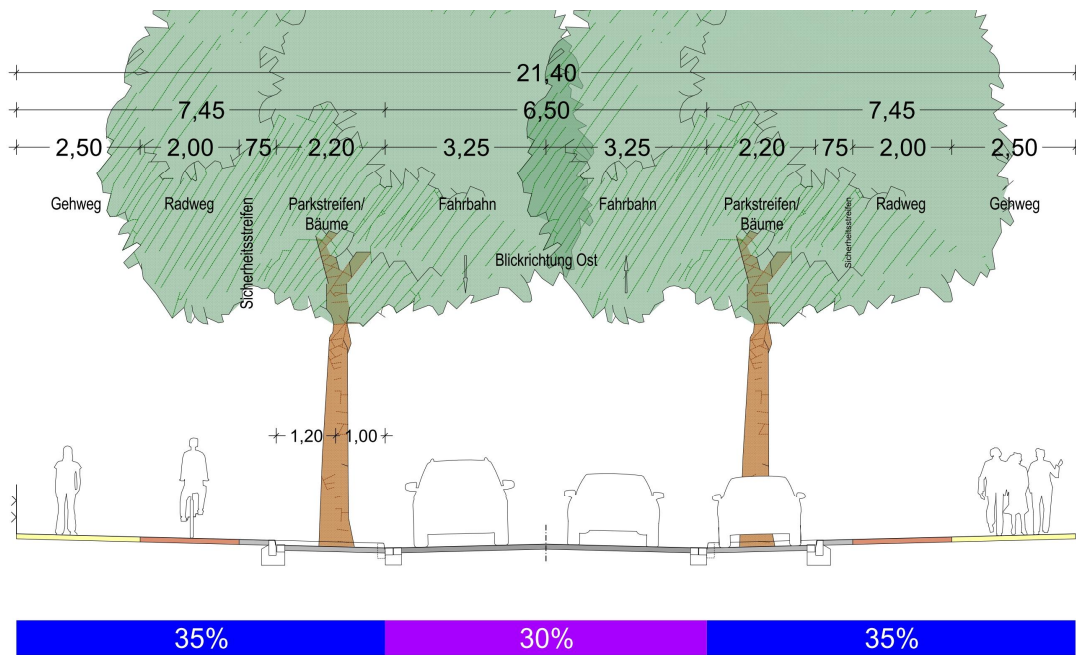 21,40
7,45 6,50 7,45
2,50 2,00 75 2,20 3,25 3,25 2,20 75 2,00 2,50
Gehweg Radweg Sicherheitsstreifen Parkstreifen/ Fahrbahn Fahrbahn Parkstreifen/ Sicherheitsstreifen Radweg Gehweg
Bäume Bäume
Blickrichtung Ost
1,20 1,00
35% 30% 35%